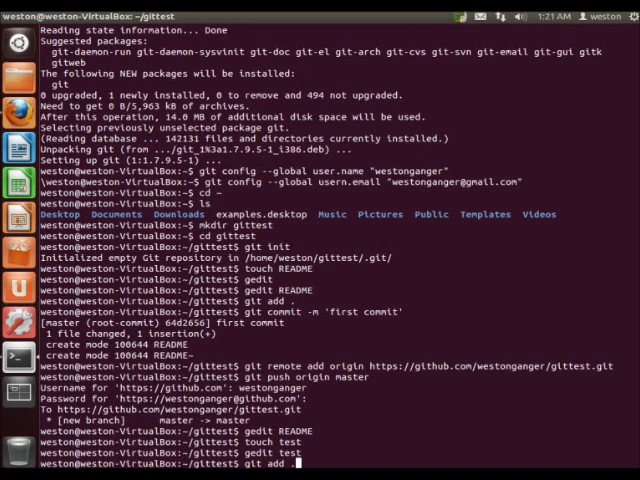 weston@weston-VirtualBox: ~/gittest
1:21 AM
weston
Reading state information... Done
Suggested packages:
git-daemon-run git-daemon-sysvinit git-doc git-el git-arch git-cvs git-svn git-email git-gui gitk
gitweb
The following NEW packages will be installed:
git
0 upgraded, 1 newly installed, 0 to remove and 494 not upgraded.
Need to get 0 B/5,963 kB of archives.
After this operation, 14.0 MB of additional disk space will be used.
Selecting previously unselected package git.
(Reading database ... 142131 files and directories currently installed.)
Unpacking git (from .../git_1%3a1.7.9.5-1_i386.deb) ...
Setting up git (1:1.7.9.5-1) ...
weston@weston-VirtualBox:~$ git config --global user.name "westonganger"
\weston@weston-VirtualBox:~$ git config --global usern.email "westonganger@gmail.com"
weston@weston-VirtualBox:~$ cd ~
weston@weston-VirtualBox:~$ ls
Desktop Documents Downloads examples.desktop Music Pictures Public Templates Videos
weston@weston-VirtualBox:~$ mkdir gittest
weston@weston-VirtualBox:~$ cd gittest
weston@weston-VirtualBox:~/gittest$ git init
Initialized empty Git repository in /home/weston/gittest/.git/
weston@weston-VirtualBox:~/gittest$ touch README
weston@weston-VirtualBox:~/gittest$ gedit
weston@weston-VirtualBox:~/gittest$ gedit README
weston@weston-VirtualBox:~/gittest$ git add .
weston@weston-VirtualBox:~/gittest$ git commit -m 'first commit'
[master (root-commit) 64d2656] first commit
1 file changed, 1 insertion(+)
create mode 100644 README
create mode 100644 README~
weston@weston-VirtualBox:~/gittest$ git remote add origin https://github.com/westonganger/gittest.git
weston@weston-VirtualBox:~/gittest$ git push origin master
Username for 'https://github.com': westonganger
Password for 'https://westonganger@github.com':
To https://github.com/westonganger/gittest.git
* [new branch] master -> master
weston@weston-VirtualBox:~/gittest$ gedit README
weston@weston-VirtualBox:~/gittest$ touch test
weston@weston-VirtualBox:~/gittest$ gedit test
weston@weston-VirtualBox:~/gittest$ git add .